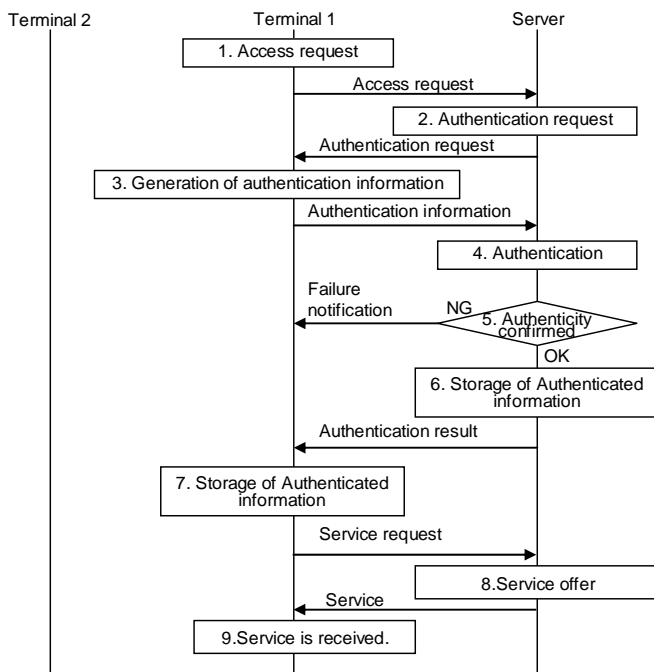 Terminal 2
Terminal 1
Server
1. Access request
Access request
2. Authentication request
Authentication request
3. Generation of authentication information
Authentication information
4. Authentication
Failure
notification
NG
5. Authenticity
confirmed
OK
6. Storage of Authenticated
information
Authentication result
7. Storage of Authenticated
information
Service request
8.Service offer
Service
9.Service is received.